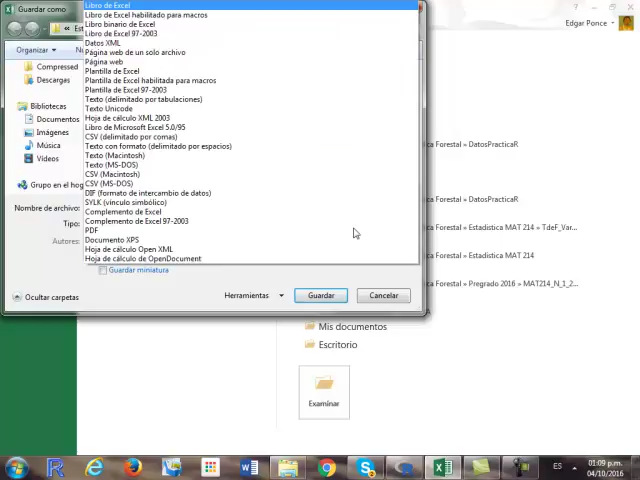 Guardar como
Libro de Excel
Libro de Excel habilitado para macros
Libro binario de Excel
Libro de Excel 97-2003
Datos XML
Página web de un solo archivo
Página web
Plantilla de Excel
Plantilla de Excel habilitada para macros
Plantilla de Excel 97-2003
Texto (delimitado por tabulaciones)
Texto Unicode
Hoja de cálculo XML 2003
Libro de Microsoft Excel 5.0/95
CSV (delimitado por comas)
Texto con formato (delimitado por espacios)
Texto (Macintosh)
Texto (MS-DOS)
CSV (Macintosh)
CSV (MS-DOS)
DIF (formato de intercambio de datos)
SYLK (vínculo simbólico)
Complemento de Excel
Complemento de Excel 97-2003
PDF
Documento XPS
Hoja de cálculo Open XML
Hoja de cálculo de OpenDocument
Organizar
Compressed
Descargas
Bibliotecas
Documentos
Imágenes
Música
Vídeos
Grupo en el hog
Nombre de archivo:
Tipo:
Autores:
Guardar miniatura
Ocultar carpetas
Herramientas
Guardar
Cancelar
Edgar Ponce
ca Forestal » DatosPracticaR
ca Forestal » DatosPracticaR
ca Forestal » Estadistica MAT 214 » TdeF_Var...
ca Forestal » Estadistica MAT 214
ca Forestal » Pregrado 2016 » MAT214_N_1_2...
Mis documentos
Escritorio
Examinar
ES
01:09 p.m.
04/10/2016